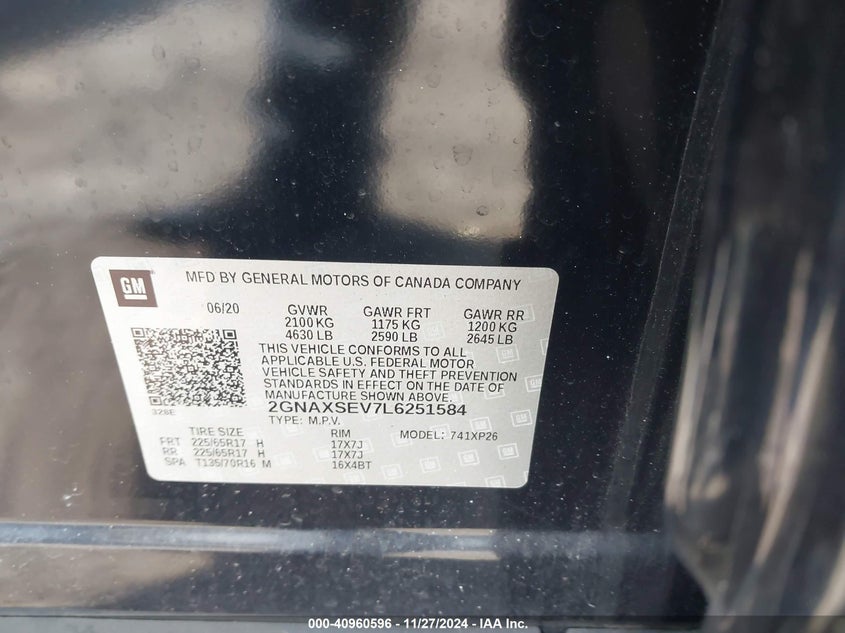 GM
MFD BY GENERAL MOTORS OF CANADA COMPANY
06/20 GVWR GAWR FRT GAWR RR
2100 KG 1175 KG 1200 KG
4630 LB 2590 LB 2645 LB
THIS VEHICLE CONFORMS TO ALL
APPLICABLE U.S. FEDERAL MOTOR
VEHICLE SAFETY AND THEFT PREVENTION
STANDARDS IN EFFECT ON THE DATE OF
MANUFACTURE SHOWN ABOVE.
328E
2GNAXSEV7L6251584
TYPE: M.P.V.
TIRE SIZE RIM MODEL: 741XP26
FRT 225/65R17 H 17X7J
RR 225/65R17 H 17X7J
SPA T135/70R16 M 16X4BT
000-40960596 - 11/27/2024 - IAA Inc.